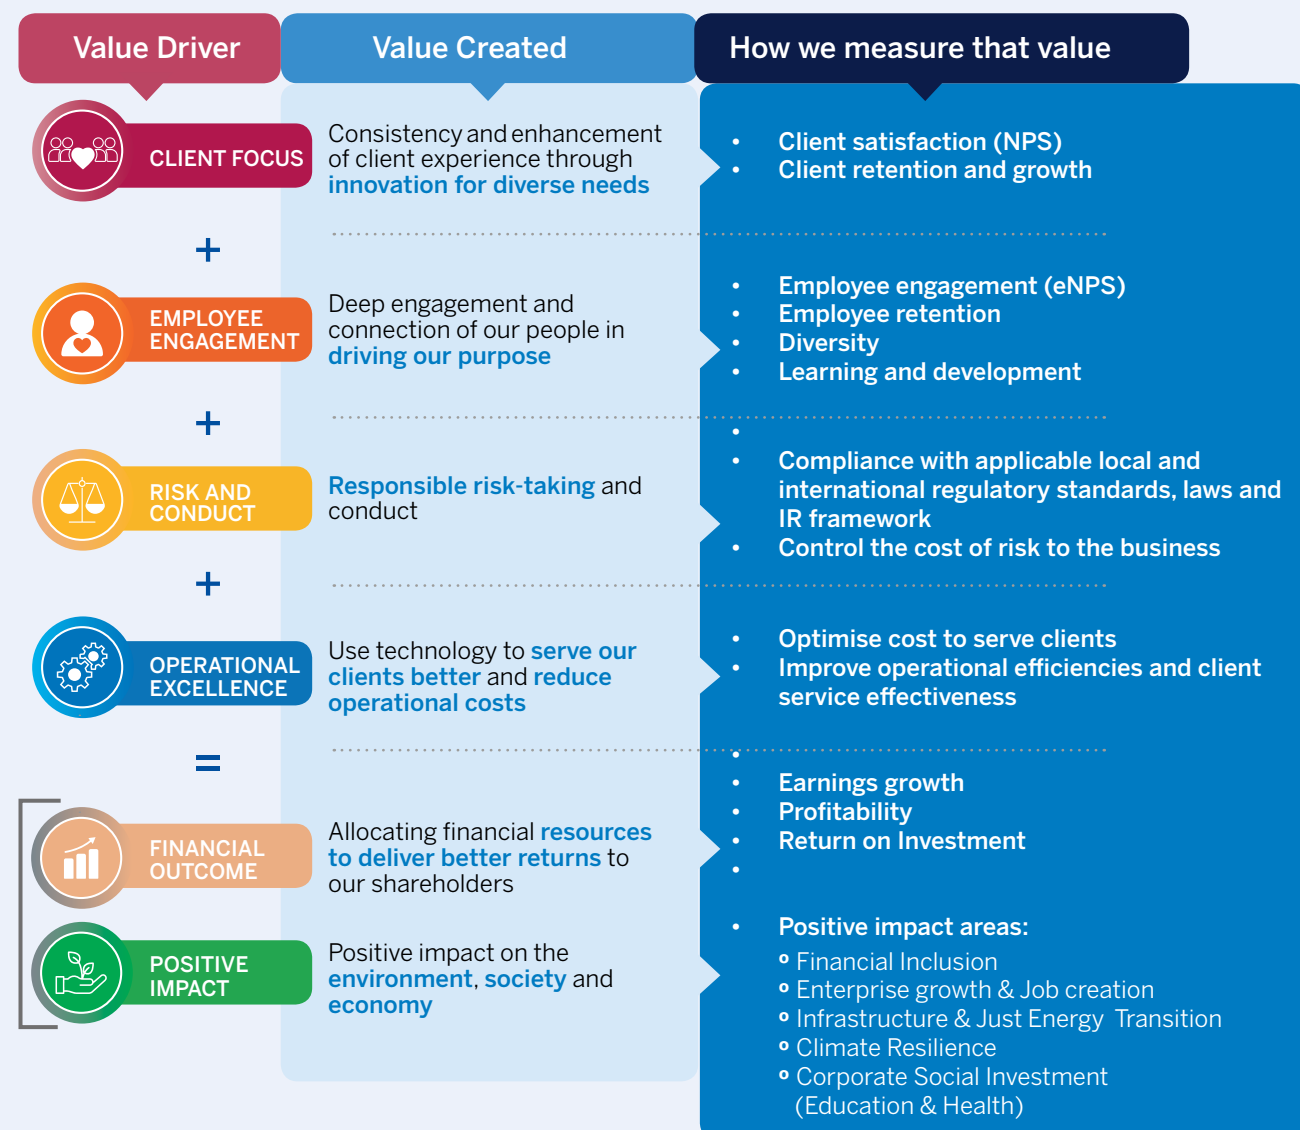 Value Driver
Value Created
How we measure that value
CLIENT FOCUS
Consistency and enhancement
of client experience through
innovation for diverse needs
• Client satisfaction (NPS)
• Client retention and growth
+
EMPLOYEE
ENGAGEMENT
Deep engagement and
connection of our people in
driving our purpose
• Employee engagement (eNPS)
• Employee retention
• Diversity
• Learning and development
+
RISK AND
CONDUCT
Responsible risk-taking and
conduct
•
• Compliance with applicable local and
international regulatory standards, laws and
IR framework
• Control the cost of risk to the business
+
OPERATIONAL
EXCELLENCE
Use technology to serve our
clients better and reduce
operational costs
• Optimise cost to serve clients
• Improve operational efficiencies and client
service effectiveness
=
FINANCIAL
OUTCOME
Allocating financial resources
to deliver better returns to
our shareholders
•
• Earnings growth
• Profitability
• Return on Investment
•
POSITIVE
IMPACT
Positive impact on the
environment, society and
economy
• Positive impact areas:
º Financial Inclusion
º Enterprise growth & Job creation
º Infrastructure & Just Energy Transition
º Climate Resilience
º Corporate Social Investment
(Education & Health)